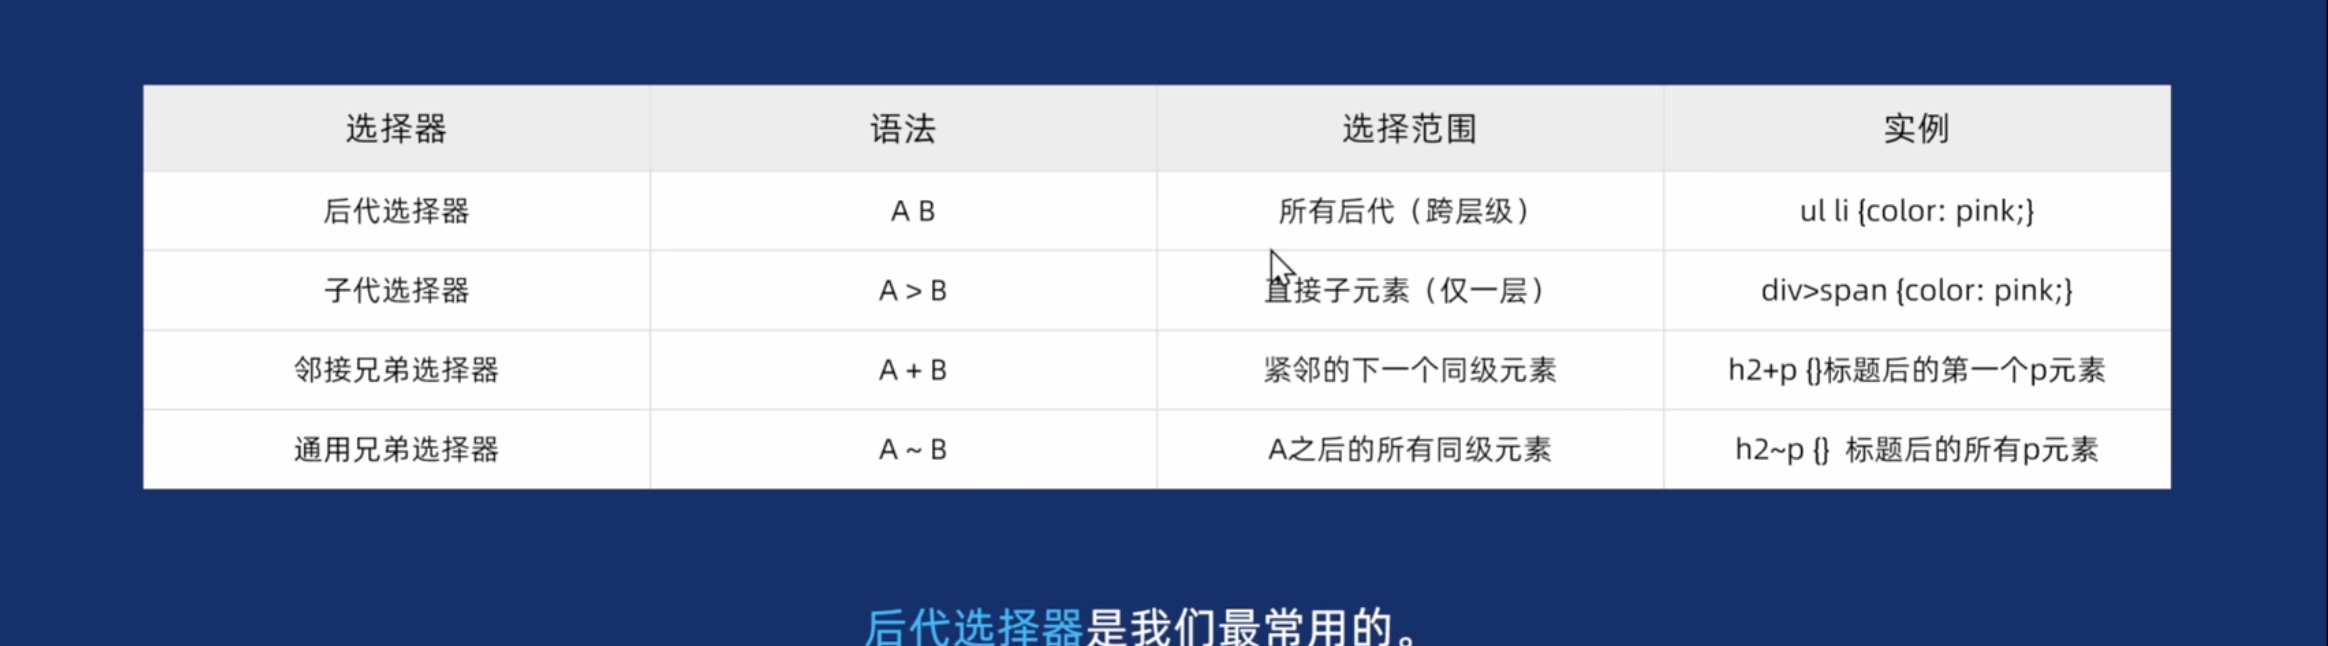 选择器 语法 选择范围 实例
后代选择器 A B 所有后代（跨层级） ul li {color: pink;}
子代选择器 A > B 直接子元素（仅一层） div>span {color: pink;}
邻接兄弟选择器 A + B 紧邻的下一个同级元素 h2+p {}标题后的第一个p元素
通用兄弟选择器 A ~ B A之后的所有同级元素 h2~p {} 标题后的所有p元素
后代选择器是我们最常用的。